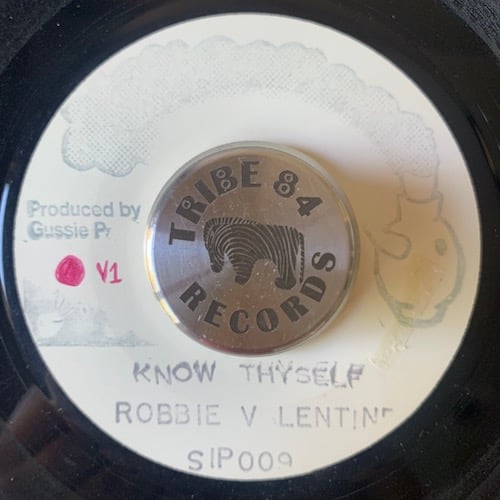 TRIBE 84
RECORDS
Produced by
Gussie P.
V1
KNOW THYSELF
ROBBIE V LENTINE
SIP009